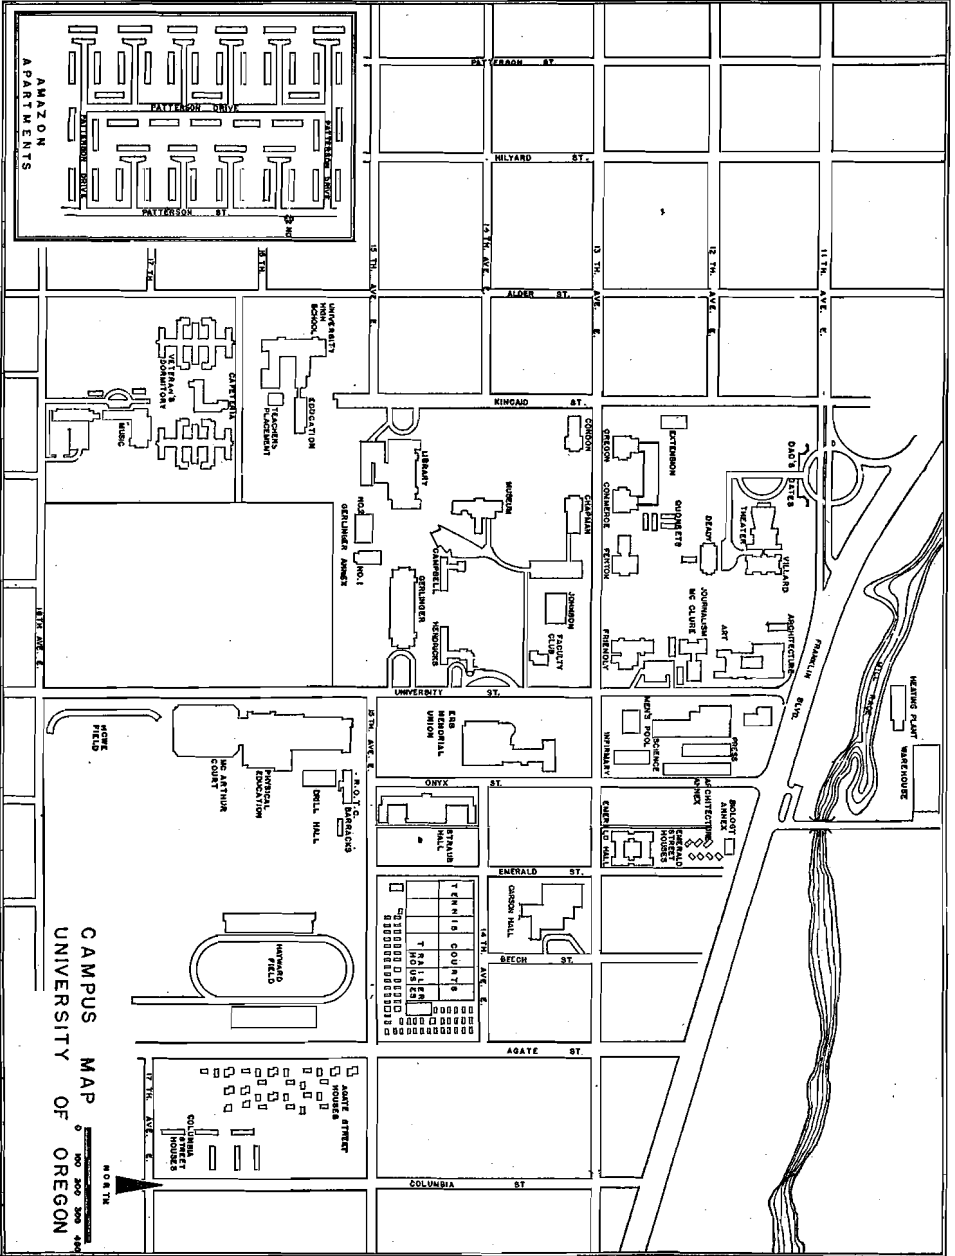 AMAZON
APARTMENTS
PATTERSON DRIVE
PATTERSON DRIVE
PATTERSON DRIVE
PATTERSON ST.
PATTERSON ST.
HILYARD ST.
ALDER ST.
KINCAID ST.
UNIVERSITY ST.
ONYX ST.
EMERALD ST.
BEECH ST.
AGATE ST.
COLUMBIA ST
11 TH. AVE. E.
12 TH. AVE. E.
13 TH. AVE. E.
14 TH. AVE. E.
15 TH. AVE. E.
16 TH.
17 TH.
18 TH. AVE. E.
15 TH. AVE. E.
14 TH. AVE. E.
17 TH. AVE. E.
FRANKLIN BLVD.
MILL RACE
HEATING PLANT
WAREHOUSE
UNIVERSITY
HIGH
SCHOOL
EDUCATION
TEACHERS
PLACEMENT
VETERAN'S
DORMITORY
CAFETERIA
MUSIC
LIBRARY
CONDON
CHAPMAN
MUSEUM
NO. 2
GERLINGER ANNEX
NO. 1
GERLINGER
CAMPBELL
HENDRICKS
JOHNSON
FACULTY
CLUB
OREGON
COMMERCE
EXTENSION
QUONSETS
FENTON
FRIENDLY
DEADY
JOURNALISM
MC CLURE
DAD'S GATES
THEATER
VILLARD
ART
ARCHITECTURE
MEN'S POOL
INFIRMARY
SCIENCE
PRESS
ERB
MEMORIAL
UNION
STRAUB
HALL
CARSON HALL
EMERALD HALL
EMERALD
STREET
HOUSES
ARCHITECTURE
ANNEX
BIOLOGY
ANNEX
HOWE
FIELD
MC ARTHUR
COURT
PHYSICAL
EDUCATION
DRILL HALL
R.O.T.C.
BARRACKS
HAYWARD
FIELD
TENNIS COURTS
TRAILER
HOUSES
AGATE STREET
HOUSES
COLUMBIA
STREET
HOUSES
CAMPUS MAP
UNIVERSITY OF OREGON
0 100 200 300 400
NORTH